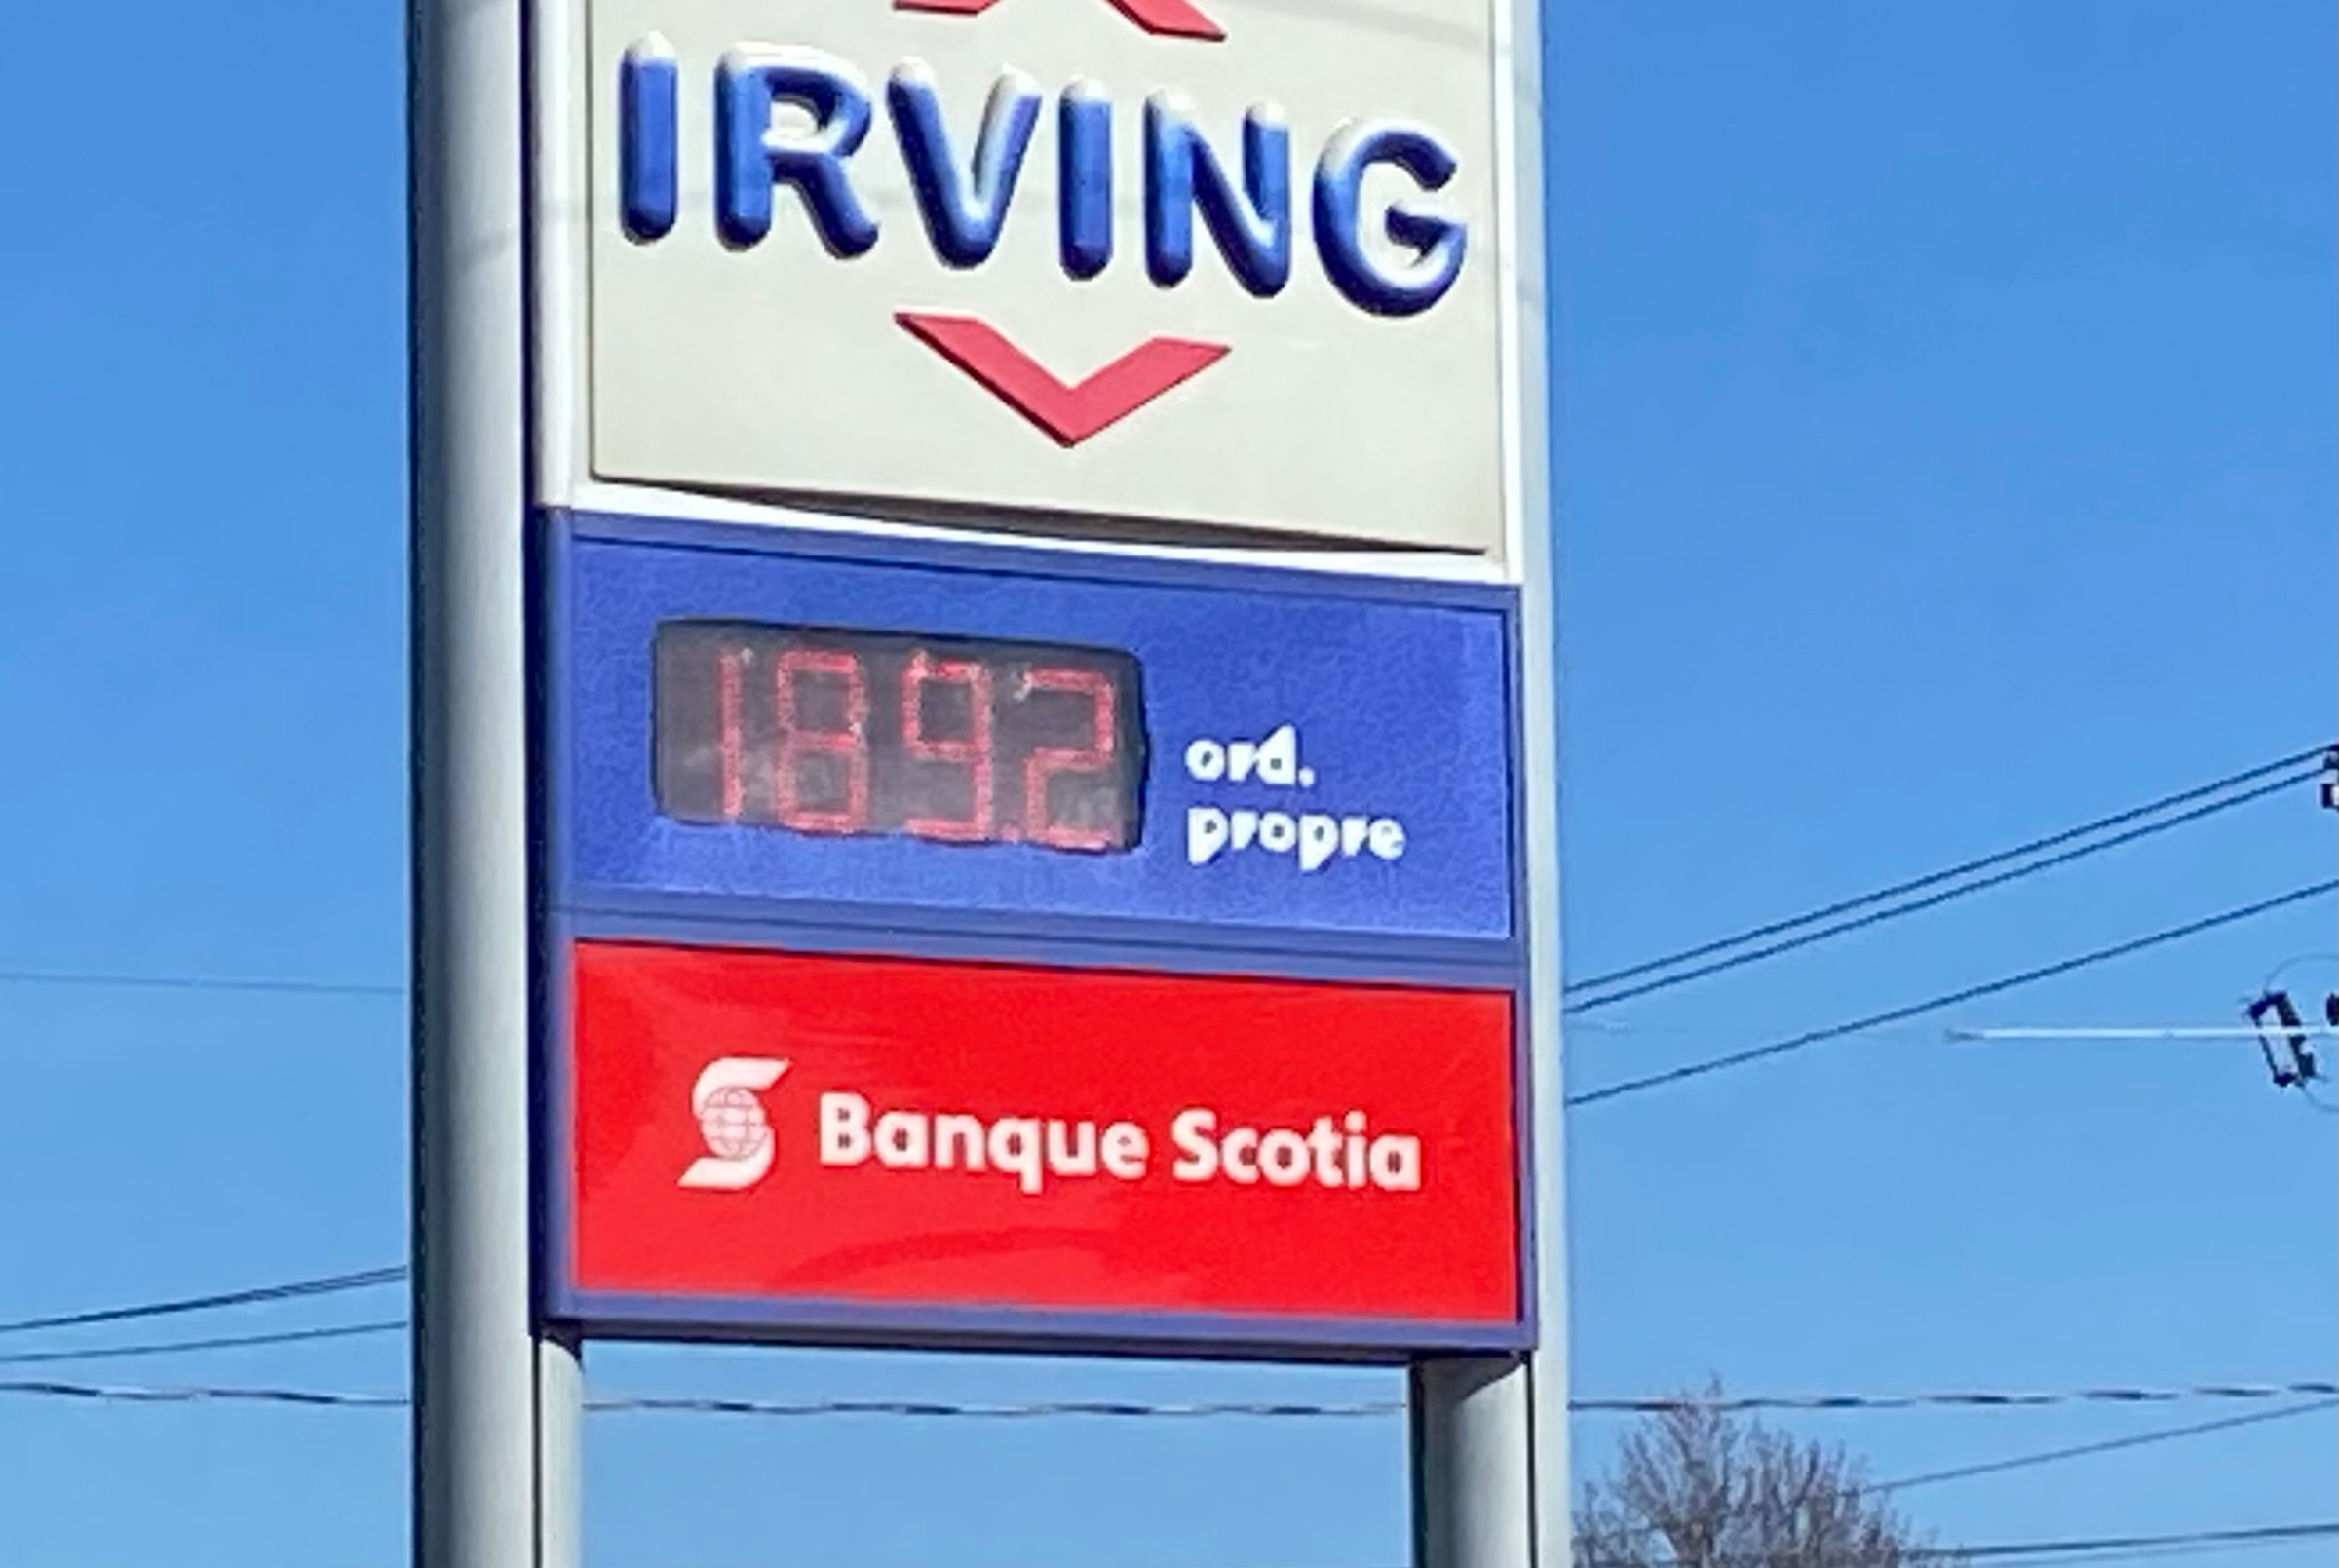 IRVING
189.2
ord.
propre
Banque Scotia